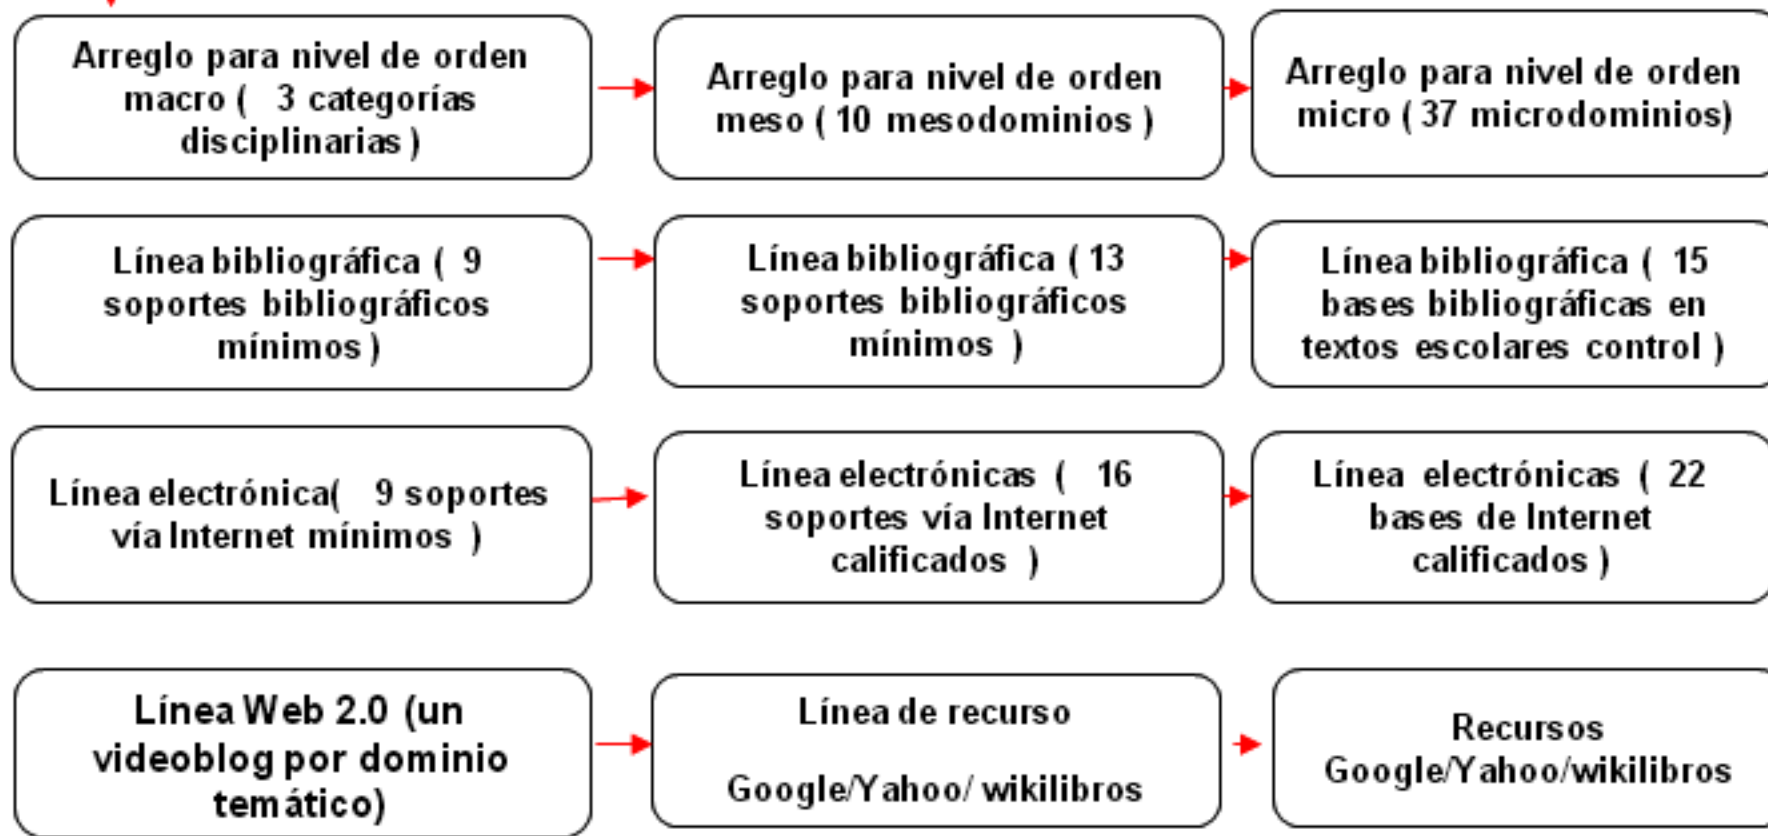 Arreglo para nivel de orden
macro ( 3 categorías
disciplinarias )
Arreglo para nivel de orden
meso ( 10 mesodominios )
Arreglo para nivel de orden
micro ( 37 microdominios)
Línea bibliográfica ( 9
soportes bibliográficos
mínimos )
Línea bibliográfica ( 13
soportes bibliográficos
mínimos )
Línea bibliográfica ( 15
bases bibliográficas en
textos escolares control )
Línea electrónica( 9 soportes
vía Internet mínimos )
Línea electrónicas ( 16
soportes vía Internet
calificados )
Línea electrónicas ( 22
bases de Internet
calificados )
Línea Web 2.0 (un
videoblog por dominio
temático)
Línea de recurso
Google/Yahoo/ wikilibros
Recursos
Google/Yahoo/wikilibros